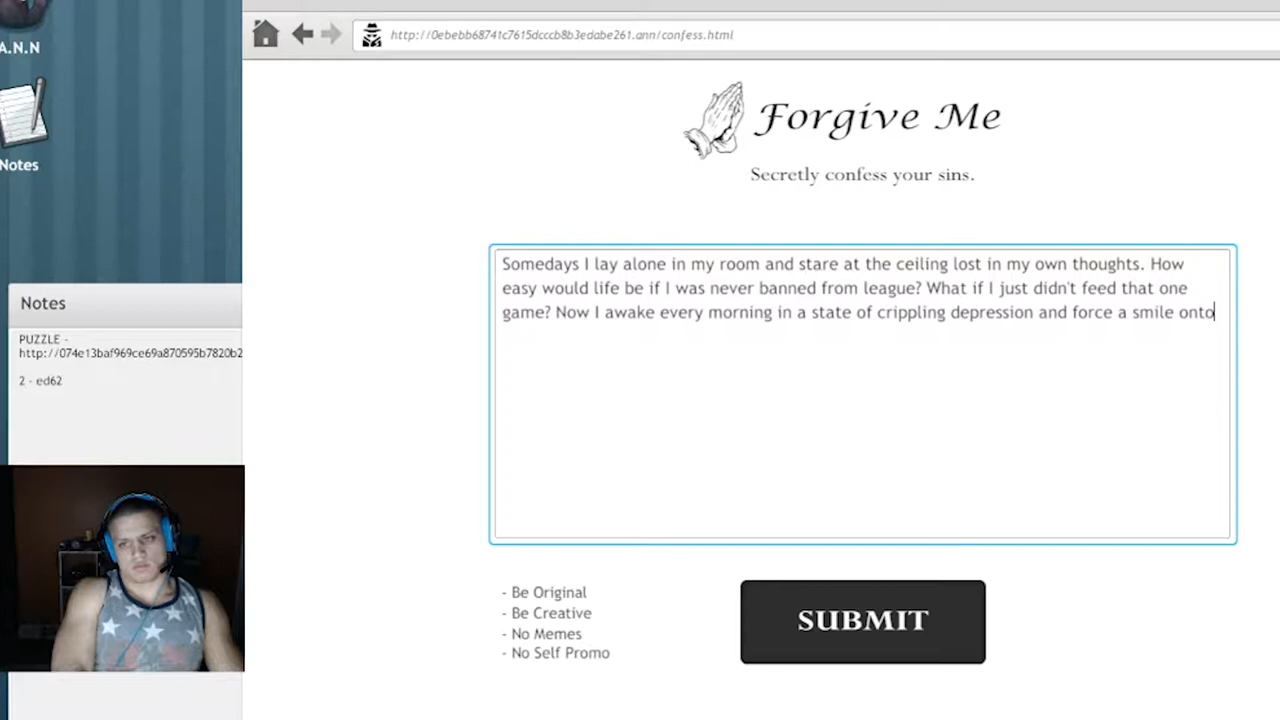 A.N.N
http://0ebebb68741c7615dcccb8b3edabe261.ann/confess.html
Notes
Forgive Me
Secretly confess your sins.
Somedays I lay alone in my room and stare at the ceiling lost in my own thoughts. How
easy would life be if I was never banned from league? What if I just didn't feed that one
game? Now I awake every morning in a state of crippling depression and force a smile onto
Notes
PUZZLE -
http://074e13baf969ce69a870595b7820b2
2 - ed62
- Be Original
- Be Creative
- No Memes
- No Self Promo
SUBMIT